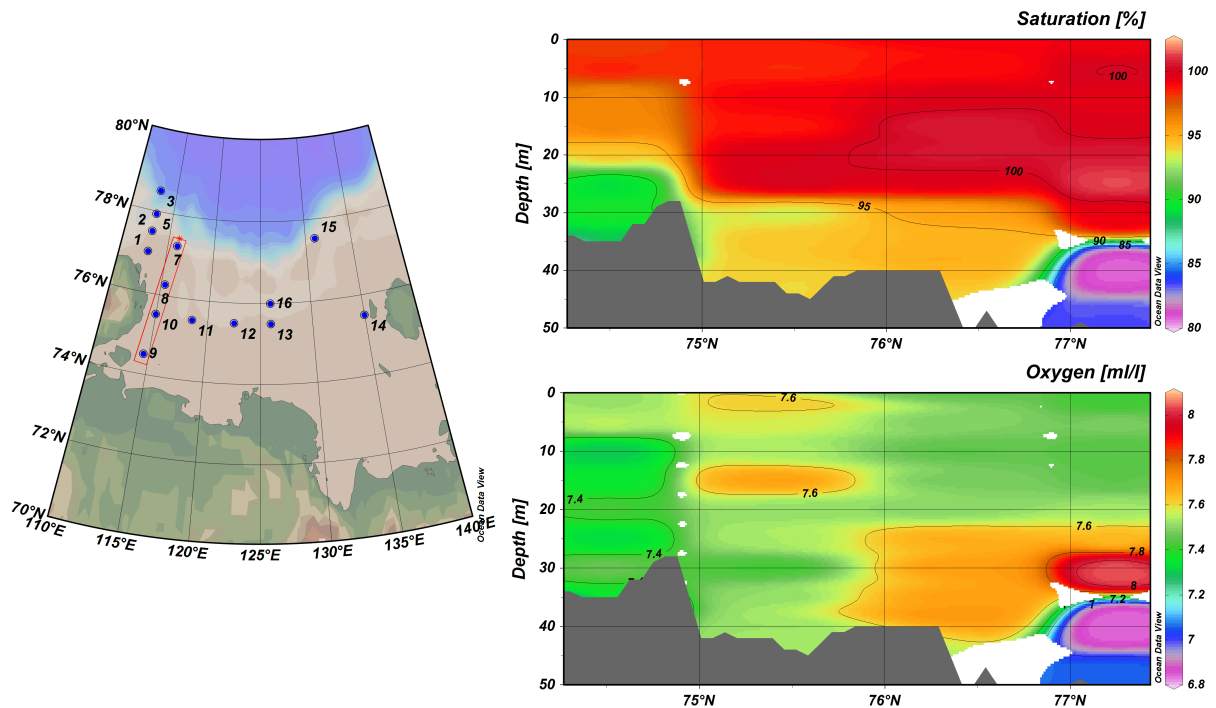 80°N
78°N
76°N
74°N
72°N
70°N
110°E
115°E
120°E
125°E
130°E
135°E
140°E
3
2
5
1
7
8
10
11
12
13
16
15
14
9
Ocean Data View
Saturation [%]
Depth [m]
0
10
20
30
40
50
75°N
76°N
77°N
100
100
95
90
85
Ocean Data View
100
95
90
85
80
Oxygen [ml/l]
Depth [m]
0
10
20
30
40
50
75°N
76°N
77°N
7.6
7.6
7.4
7.4
7.6
7.8
8
7.2
Ocean Data View
8
7.8
7.6
7.4
7.2
7
6.8